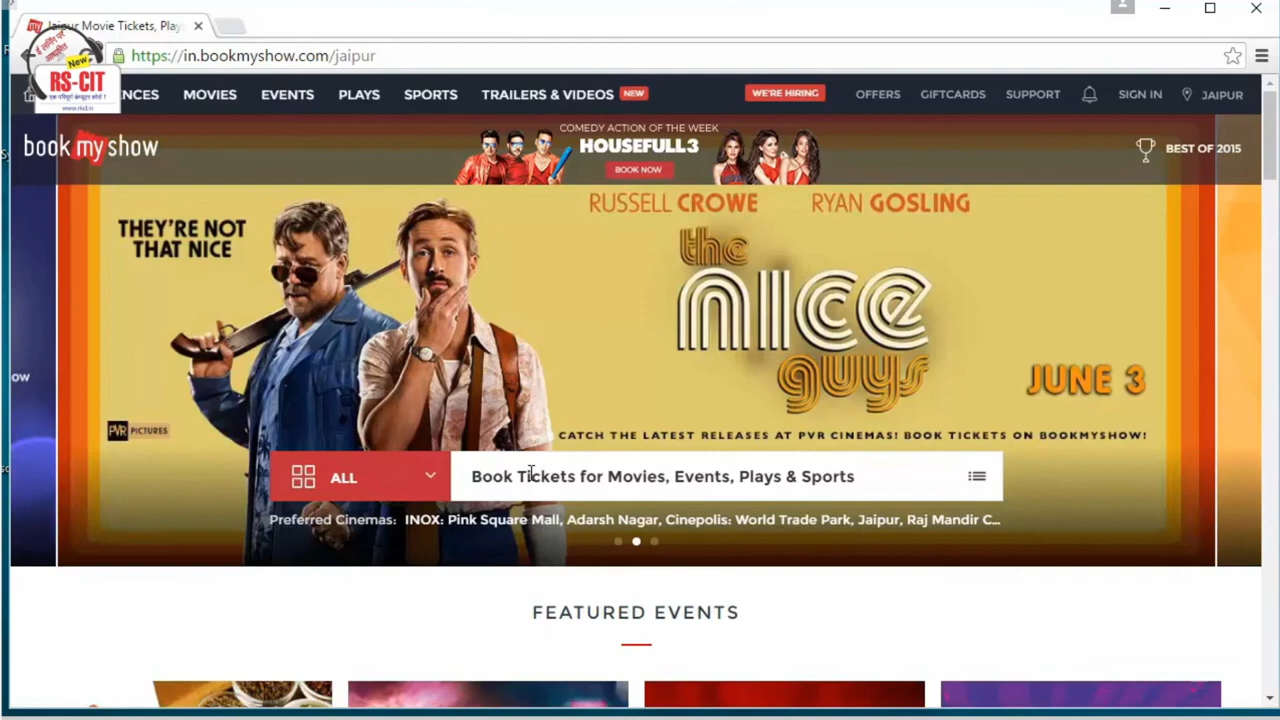 Jaipur Movie Tickets, Play
https://in.bookmyshow.com/jaipur
New
RS-CIT
www.rkcl.in
ENCES MOVIES EVENTS PLAYS SPORTS TRAILERS & VIDEOS NEW WE'RE HIRING OFFERS GIFTCARDS SUPPORT SIGN IN JAIPUR
COMEDY ACTION OF THE WEEK
HOUSEFULL3
BOOK NOW
book my show
BEST OF 2015
RUSSELL CROWE RYAN GOSLING
THEY'RE NOT
THAT NICE
the
nice
guys
JUNE 3
PVR PICTURES
CATCH THE LATEST RELEASES AT PVR CINEMAS! BOOK TICKETS ON BOOKMYSHOW!
ALL
Book Tickets for Movies, Events, Plays & Sports
Preferred Cinemas: INOX: Pink Square Mall, Adarsh Nagar, Cinepolis: World Trade Park, Jaipur, Raj Mandir C...
FEATURED EVENTS